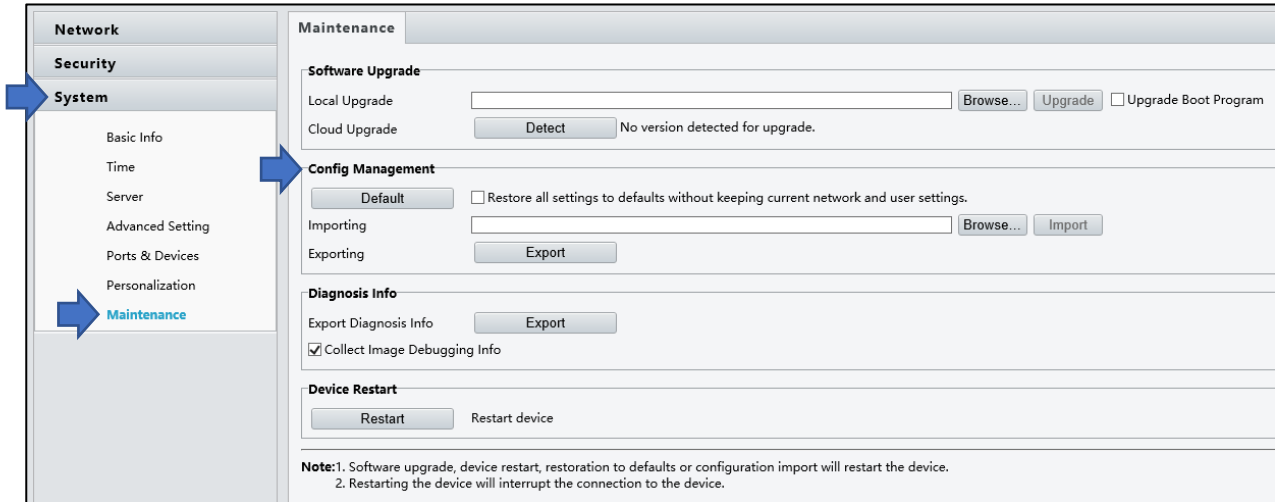 Network
Security
System
Basic Info
Time
Server
Advanced Setting
Ports & Devices
Personalization
Maintenance
Maintenance
Software Upgrade
Local Upgrade Browse... Upgrade Upgrade Boot Program
Cloud Upgrade Detect No version detected for upgrade.
Config Management
Default Restore all settings to defaults without keeping current network and user settings.
Importing Browse... Import
Exporting Export
Diagnosis Info
Export Diagnosis Info Export
Collect Image Debugging Info
Device Restart
Restart Restart device
Note:1. Software upgrade, device restart, restoration to defaults or configuration import will restart the device.
2. Restarting the device will interrupt the connection to the device.